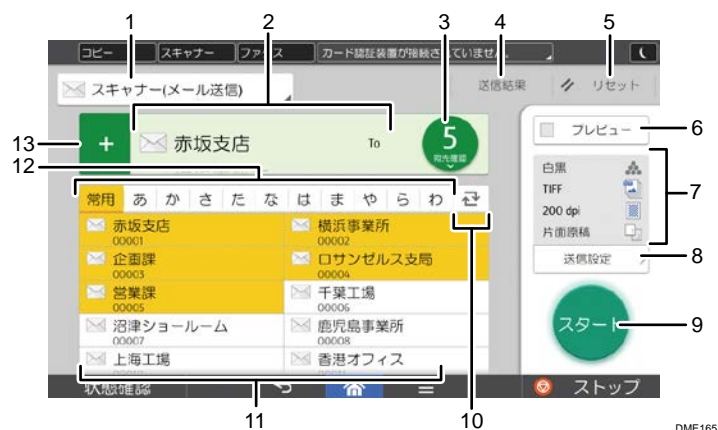 1 2 3 4 5
コピー スキャナー ファクス カード認証装置が接続されていません。
スキャナー(メール送信) 送信結果 リセット
13 + 赤坂支店 To 5 プレビュー 6
宛先確認
12
常用 あ か さ た な は ま や ら わ
白黒
TIFF 7
200 dpi
片面原稿
赤坂支店 横浜事業所
00001 00002
企画課 ロサンゼルス支局
00003 00004
送信設定 8
営業課 千葉工場
00005 00006
沼津ショールーム 鹿児島事業所
00007 00008
スタート 9
上海工場 香港オフィス
状態確認 ストップ
11 10
DMF165